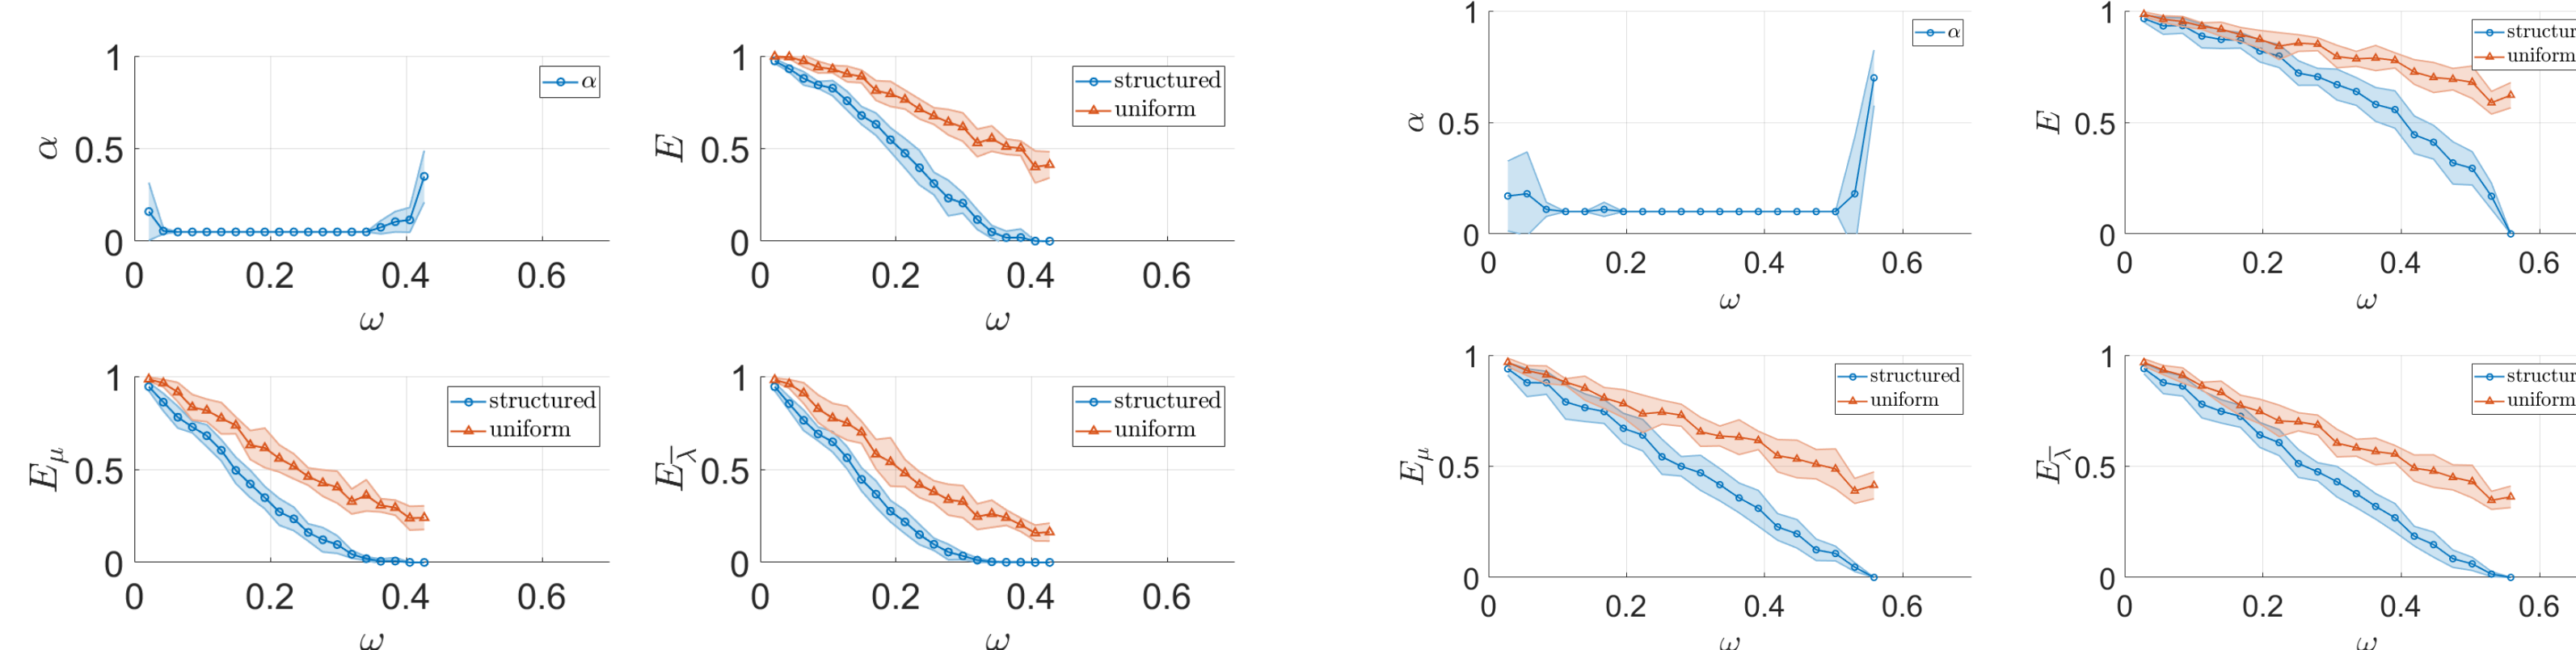 1
0.5
0
α
0 0.2 0.4 0.6
ω
α
1
0.5
0
E
0 0.2 0.4 0.6
ω
structured
uniform
1
0.5
0
α
0 0.2 0.4 0.6
ω
α
1
0.5
0
E
0 0.2 0.4 0.6
ω
structur
uniform
1
0.5
0
E_μ
0 0.2 0.4 0.6
ω
structured
uniform
1
0.5
0
E_λ̄
0 0.2 0.4 0.6
ω
structured
uniform
1
0.5
0
E_μ
0 0.2 0.4 0.6
ω
structured
uniform
1
0.5
0
E_λ̄
0 0.2 0.4 0.6
ω
structur
uniform